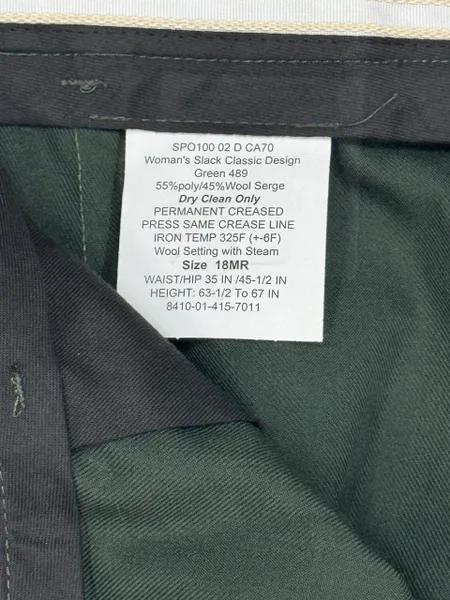 SPO100 02 D CA70
Woman's Slack Classic Design
Green 489
55%poly/45%Wool Serge
Dry Clean Only
PERMANENT CREASED
PRESS SAME CREASE LINE
IRON TEMP 325F (+-6F)
Wool Setting with Steam
Size 18MR
WAIST/HIP 35 IN /45-1/2 IN
HEIGHT: 63-1/2 To 67 IN
8410-01-415-7011